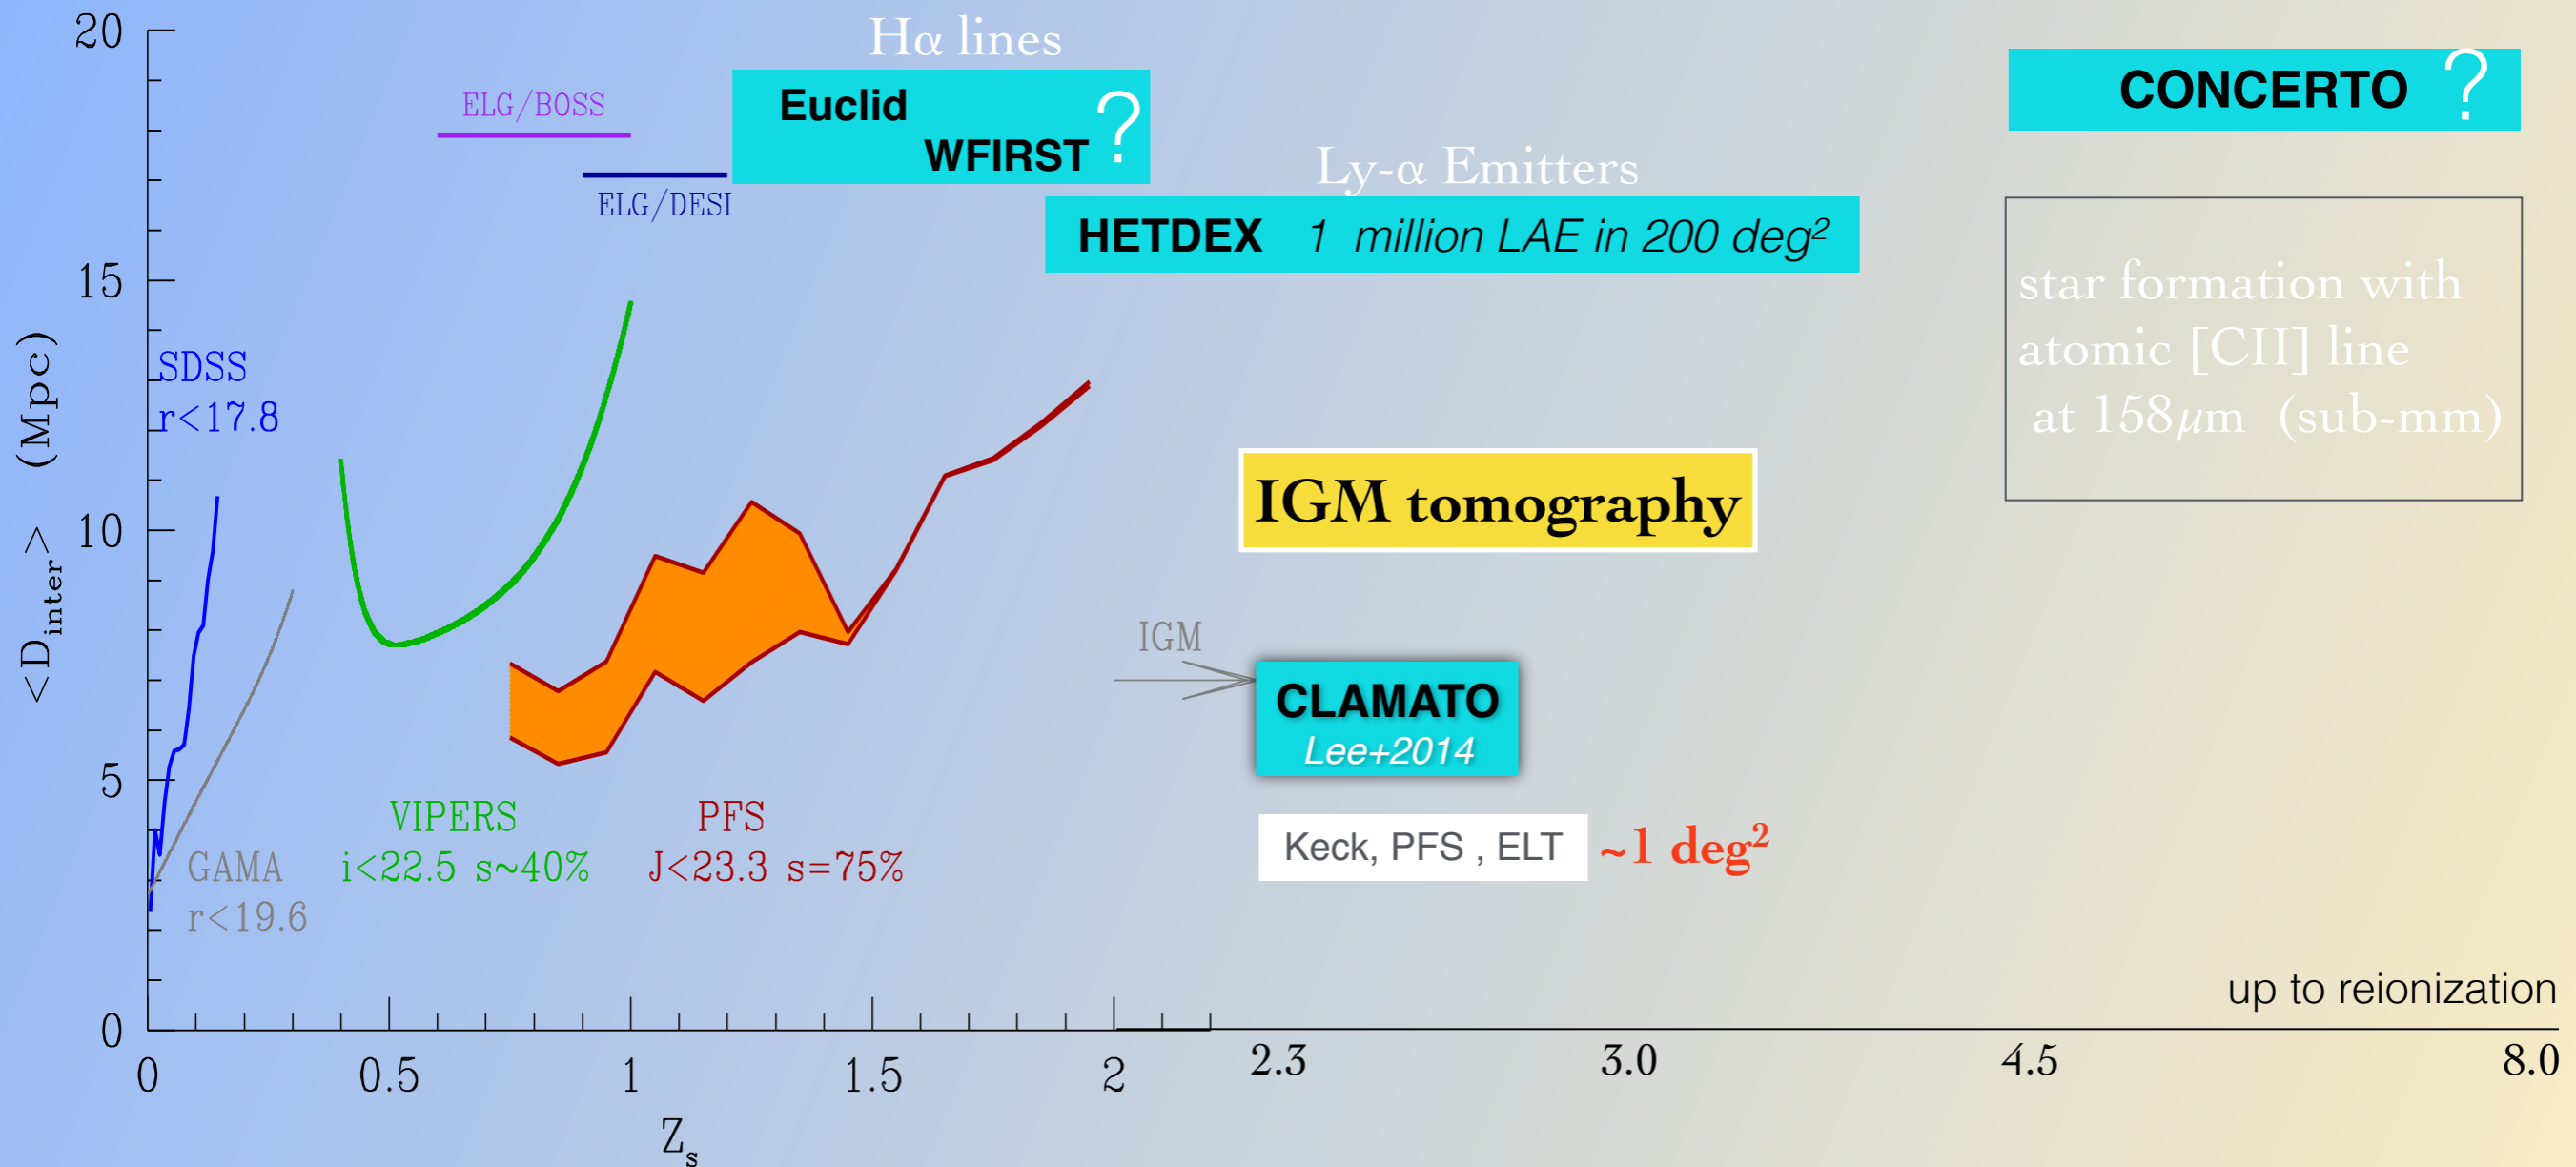 Hα lines
Euclid
WFIRST ?
CONCERTO ?
ELG/BOSS
ELG/DESI
Ly-α Emitters
HETDEX 1 million LAE in 200 deg²
star formation with
atomic [CII] line
at 158μm (sub-mm)
SDSS
r<17.8
IGM tomography
IGM
CLAMATO
Lee+2014
Keck, PFS , ELT ~1 deg²
VIPERS
i<22.5 s~40%
PFS
J<23.3 s=75%
GAMA
r<19.6
up to reionization
<D_inter> (Mpc)
20
15
10
5
0
0 0.5 1 1.5 2 2.3 3.0 4.5 8.0
Z_s